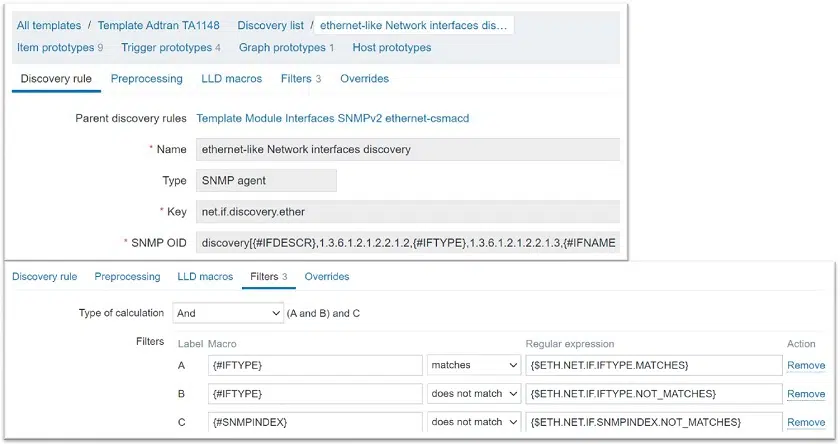 All templates / Template Adtran TA1148 Discovery list / ethernet-like Network interfaces dis...
Item prototypes 9 Trigger prototypes 4 Graph prototypes 1 Host prototypes
Discovery rule Preprocessing LLD macros Filters 3 Overrides
Parent discovery rules Template Module Interfaces SNMPv2 ethernet-csmacd
* Name ethernet-like Network interfaces discovery
Type SNMP agent
* Key net.if.discovery.ether
* SNMP OID discovery[{#IFDESCR},1.3.6.1.2.1.2.2.1.2,{#IFTYPE},1.3.6.1.2.1.2.2.1.3,{#IFNAME
Discovery rule Preprocessing LLD macros Filters 3 Overrides
Type of calculation And (A and B) and C
Filters Label Macro Regular expression Action
A {#IFTYPE} matches {$ETH.NET.IF.IFTYPE.MATCHES} Remove
B {#IFTYPE} does not match {$ETH.NET.IF.IFTYPE.NOT_MATCHES} Remove
C {#SNMPINDEX} does not match {$ETH.NET.IF.SNMPINDEX.NOT_MATCHES} Remove